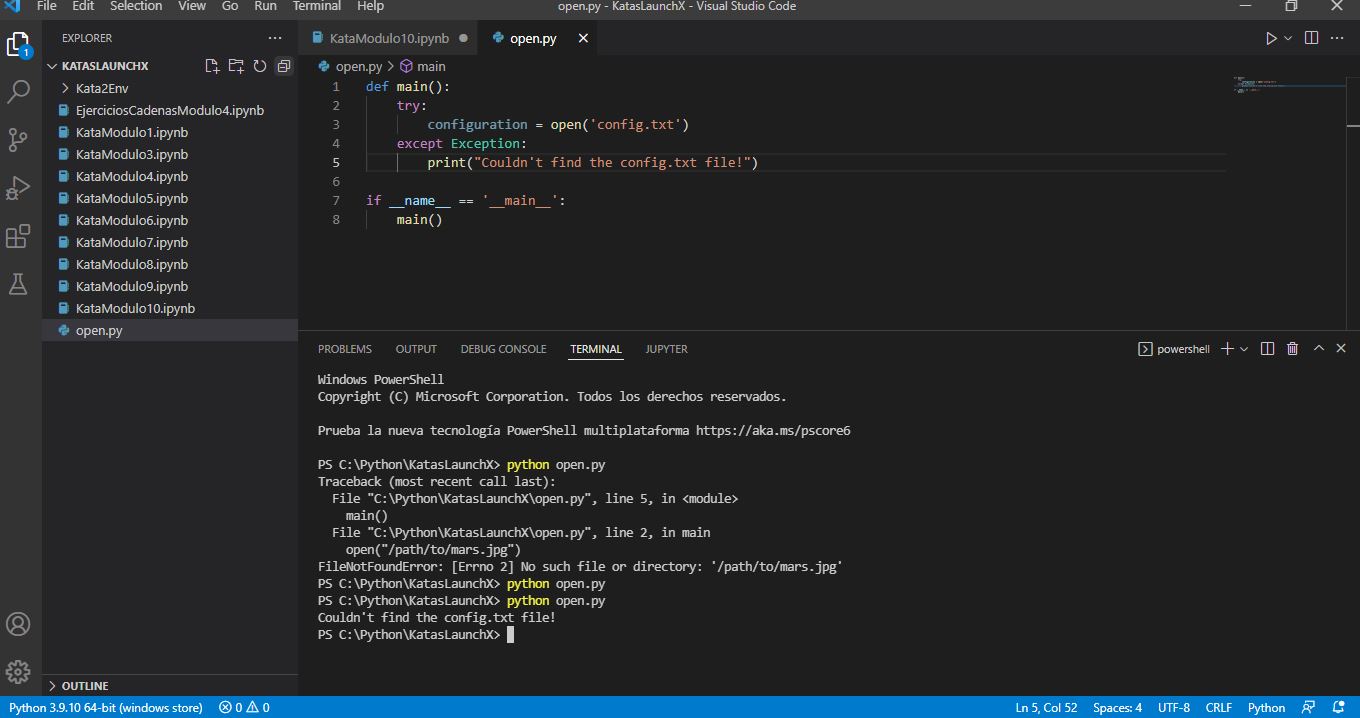 File Edit Selection View Go Run Terminal Help open.py - KatasLaunchX - Visual Studio Code
EXPLORER
KATASLAUNCHX
Kata2Env
EjerciciosCadenasModulo4.ipynb
KataModulo1.ipynb
KataModulo3.ipynb
KataModulo4.ipynb
KataModulo5.ipynb
KataModulo6.ipynb
KataModulo7.ipynb
KataModulo8.ipynb
KataModulo9.ipynb
KataModulo10.ipynb
open.py
OUTLINE
1
KataModulo10.ipynb open.py
open.py > main
1 def main():
2 try:
3 configuration = open('config.txt')
4 except Exception:
5 print("Couldn't find the config.txt file!")
6
7 if __name__ == '__main__':
8 main()
PROBLEMS OUTPUT DEBUG CONSOLE TERMINAL JUPYTER powershell
Windows PowerShell
Copyright (C) Microsoft Corporation. Todos los derechos reservados.
Prueba la nueva tecnología PowerShell multiplataforma https://aka.ms/pscore6
PS C:\Python\KatasLaunchX> python open.py
Traceback (most recent call last):
File "C:\Python\KatasLaunchX\open.py", line 5, in <module>
main()
File "C:\Python\KatasLaunchX\open.py", line 2, in main
open("/path/to/mars.jpg")
FileNotFoundError: [Errno 2] No such file or directory: '/path/to/mars.jpg'
PS C:\Python\KatasLaunchX> python open.py
PS C:\Python\KatasLaunchX> python open.py
Couldn't find the config.txt file!
PS C:\Python\KatasLaunchX>
Python 3.9.10 64-bit (windows store) 0 0 Ln 5, Col 52 Spaces: 4 UTF-8 CRLF Python